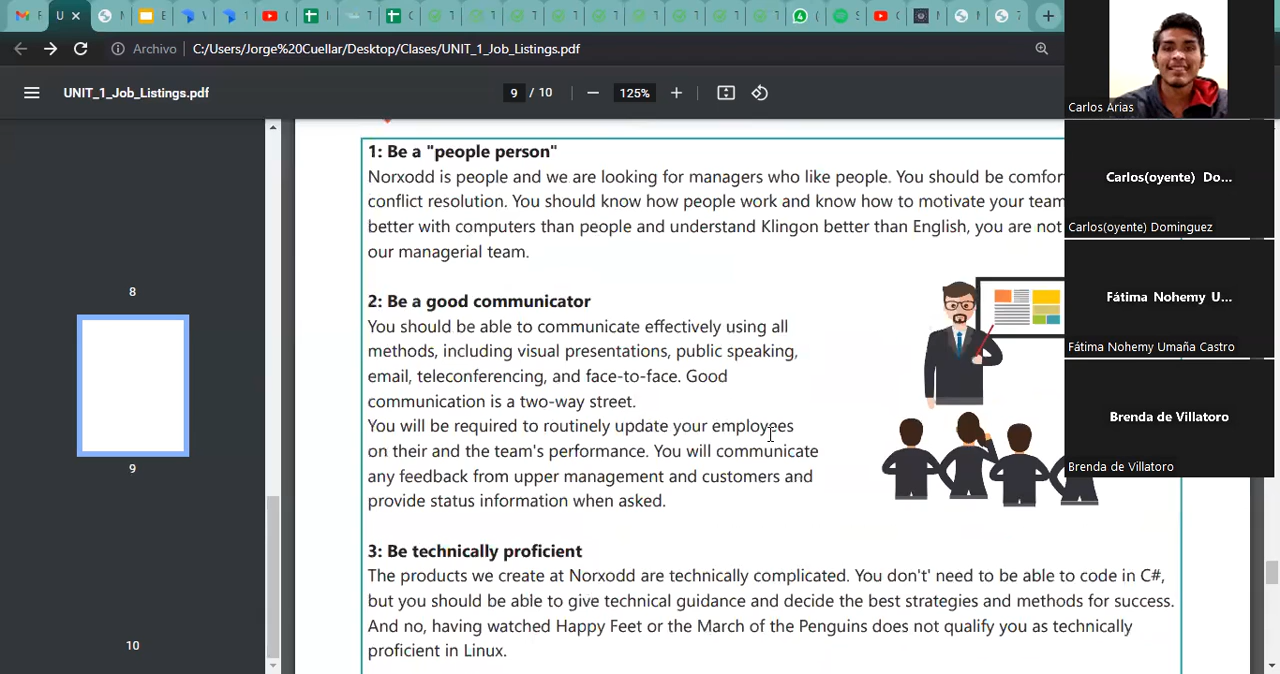 U
Archivo
C:/Users/Jorge%20Cuellar/Desktop/Clases/UNIT_1_Job_Listings.pdf
UNIT_1_Job_Listings.pdf
9 / 10
125%
8
9
10
1: Be a "people person"
Norxodd is people and we are looking for managers who like people. You should be comfor
conflict resolution. You should know how people work and know how to motivate your team
better with computers than people and understand Klingon better than English, you are not
our managerial team.
2: Be a good communicator
You should be able to communicate effectively using all
methods, including visual presentations, public speaking,
email, teleconferencing, and face-to-face. Good
communication is a two-way street.
You will be required to routinely update your employees
on their and the team's performance. You will communicate
any feedback from upper management and customers and
provide status information when asked.
3: Be technically proficient
The products we create at Norxodd are technically complicated. You don't' need to be able to code in C#,
but you should be able to give technical guidance and decide the best strategies and methods for success.
And no, having watched Happy Feet or the March of the Penguins does not qualify you as technically
proficient in Linux.
Carlos Arias
Carlos(oyente) Do...
Carlos(oyente) Dominguez
Fátima Nohemy U...
Fátima Nohemy Umaña Castro
Brenda de Villatoro
Brenda de Villatoro